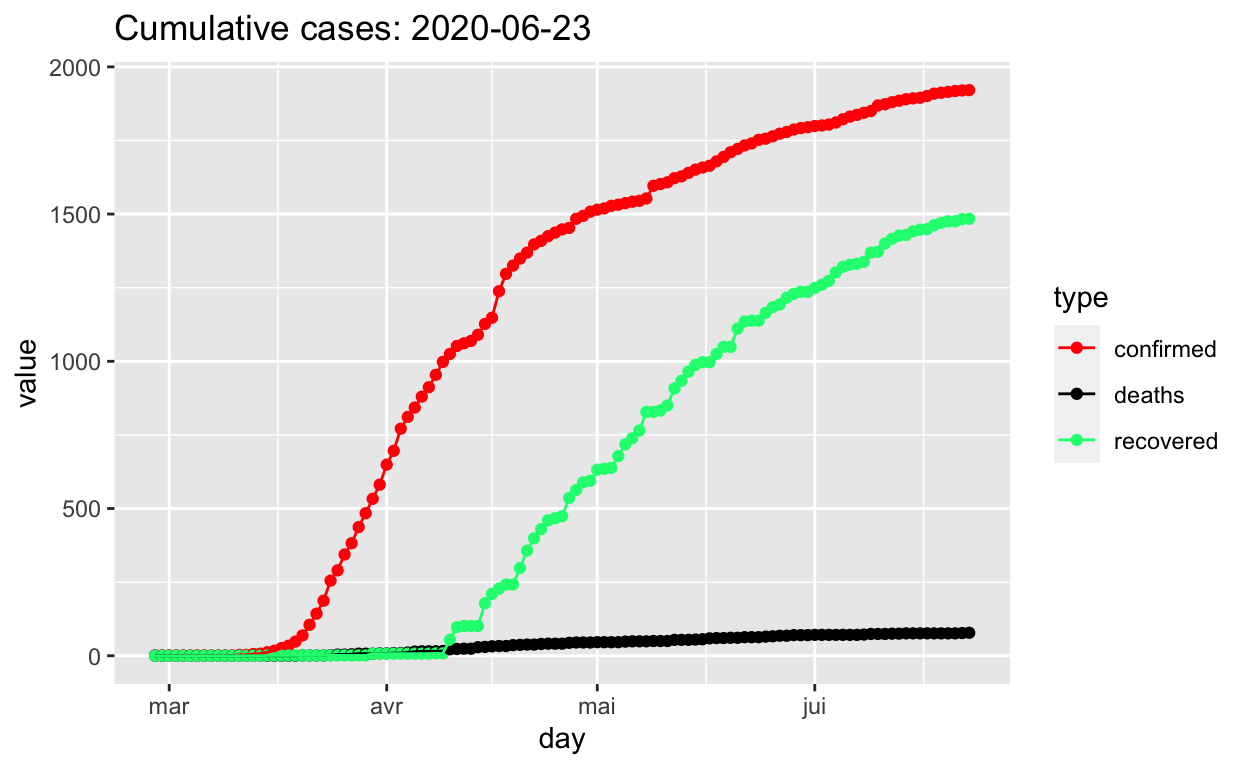 Cumulative cases: 2020-06-23
2000
1500
1000
500
0
value
mar avr mai jui
day
type
confirmed
deaths
recovered